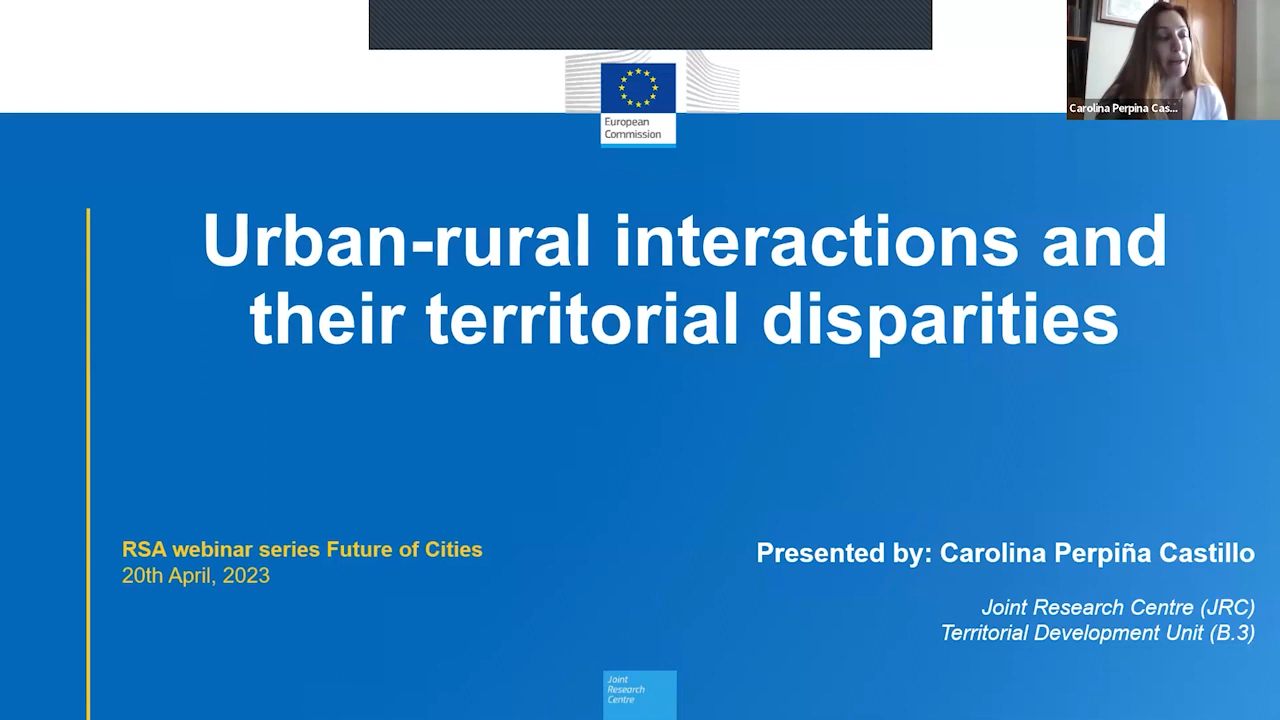 Carolina Perpina Cas...
European
Commission
Urban-rural interactions and
their territorial disparities
RSA webinar series Future of Cities
20th April, 2023
Presented by: Carolina Perpiña Castillo
Joint Research Centre (JRC)
Territorial Development Unit (B.3)
Joint
Research
Centre